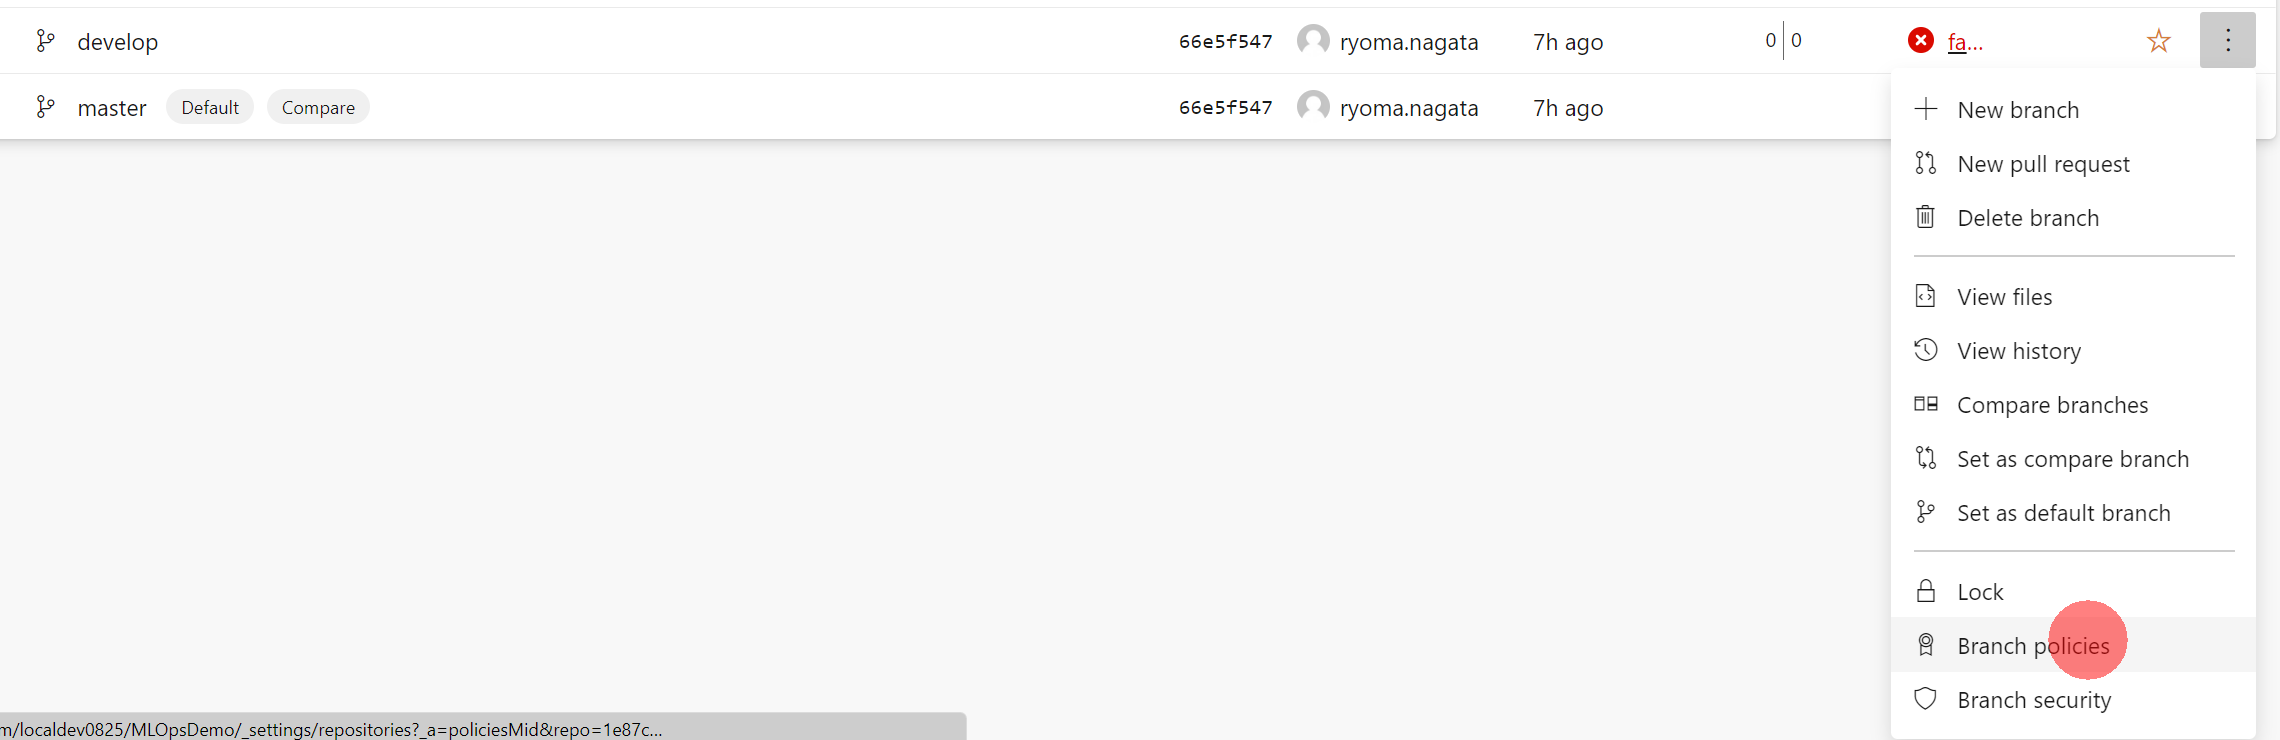 develop 66e5f547 ryoma.nagata 7h ago 0 0 fa...
master Default Compare 66e5f547 ryoma.nagata 7h ago
New branch
New pull request
Delete branch
View files
View history
Compare branches
Set as compare branch
Set as default branch
Lock
Branch policies
Branch security
m/localdev0825/MLOpsDemo/_settings/repositories?_a=policiesMid&repo=1e87c...